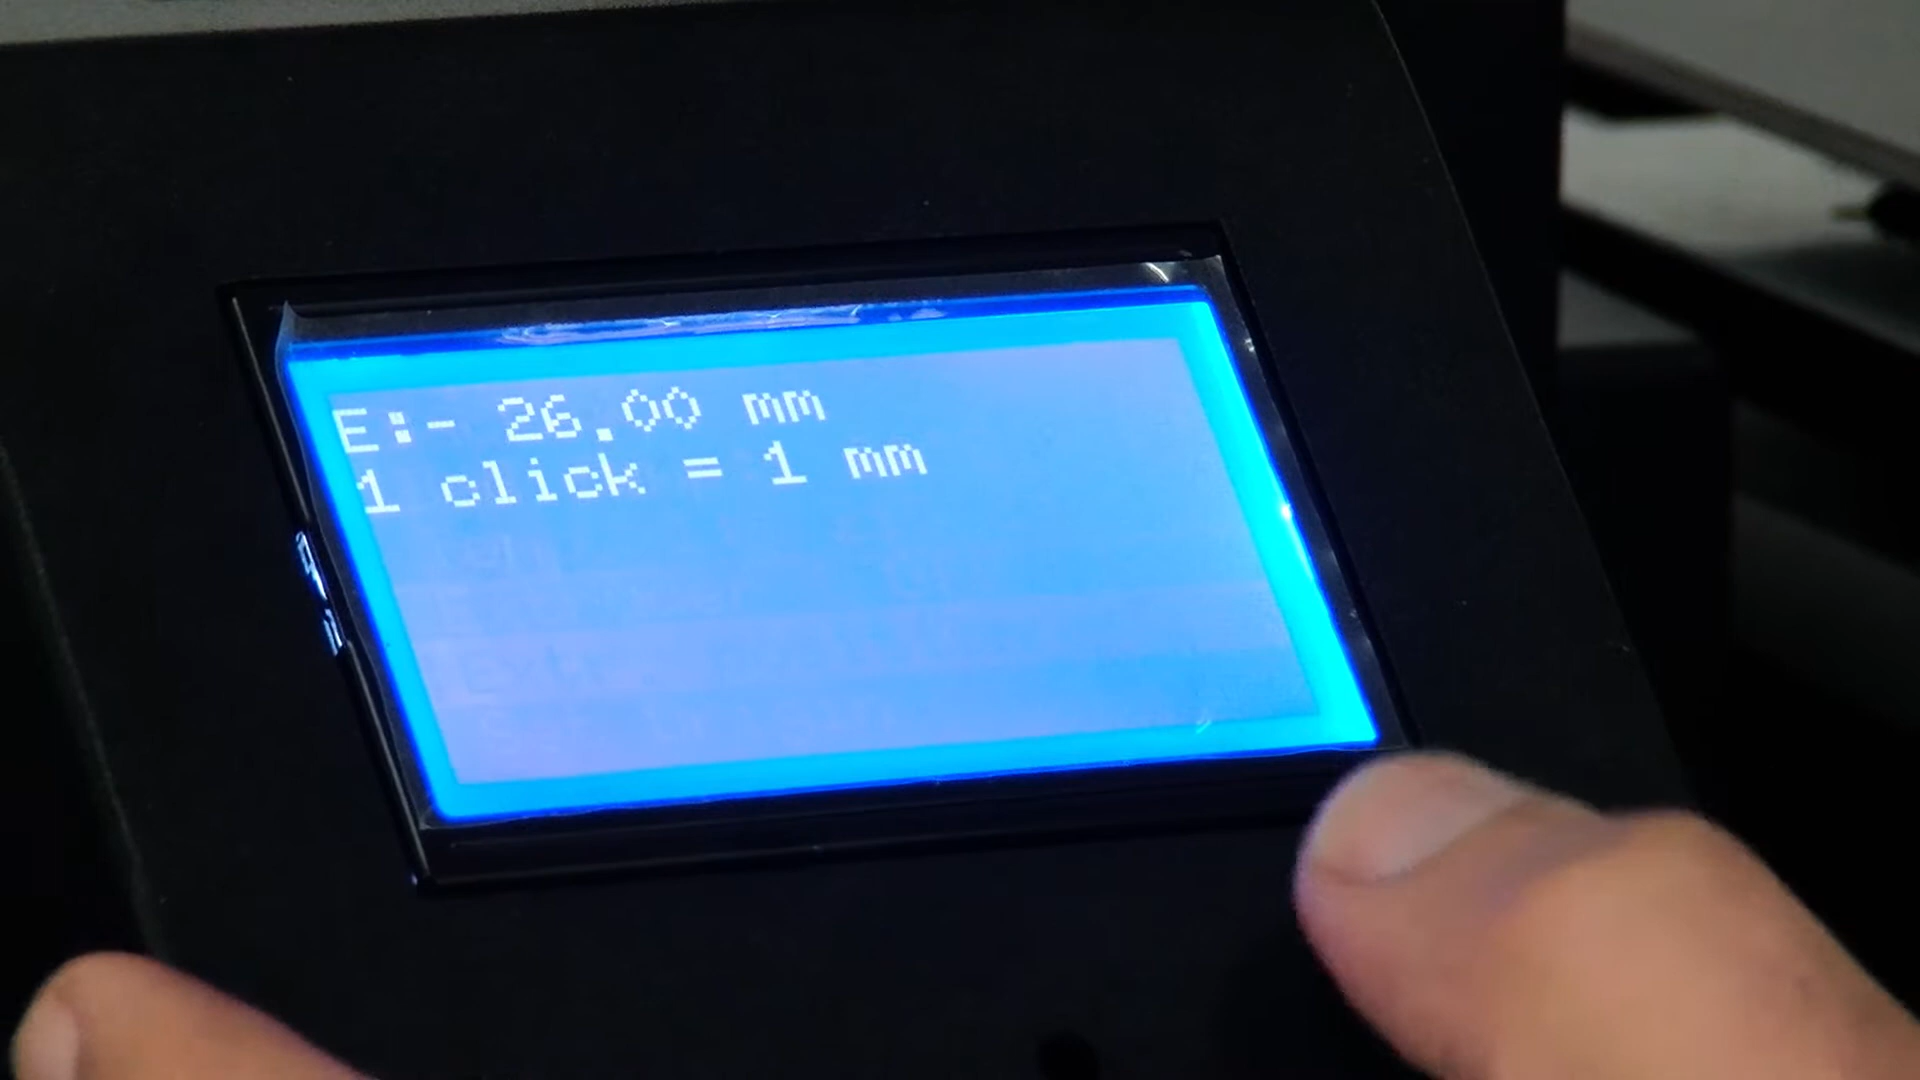 E:- 26.00 mm
1 click = 1 mm